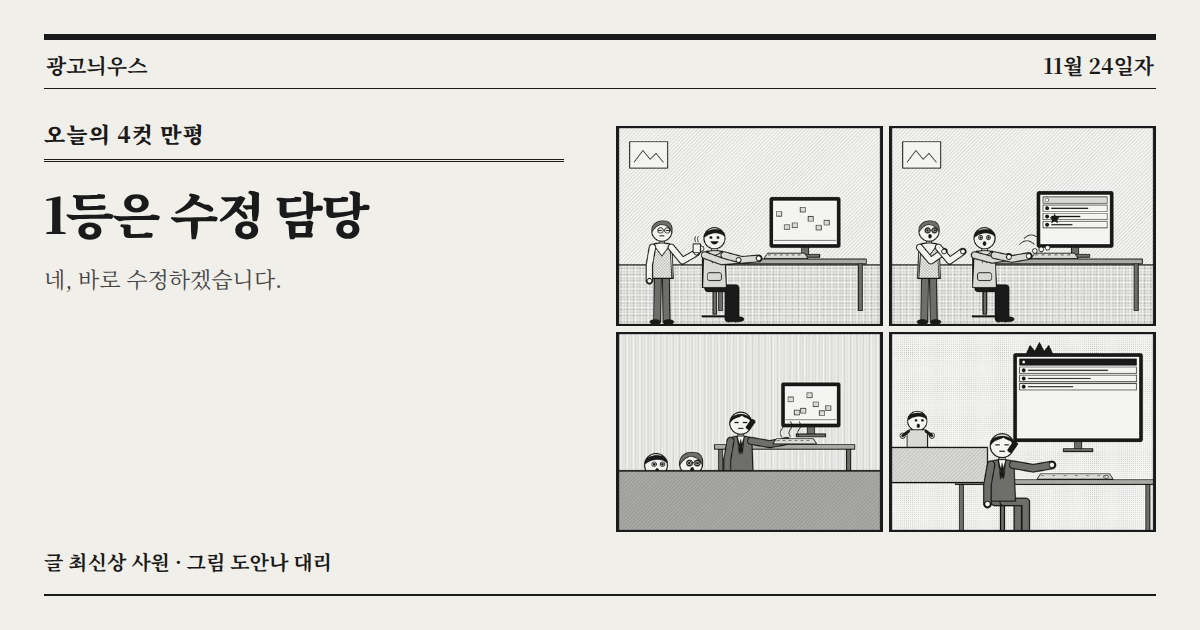 광고늬우스
11월 24일자
오늘의 4컷 만평
1등은 수정 담당
네, 바로 수정하겠습니다.
글 최신상 사원 · 그림 도안나 대리